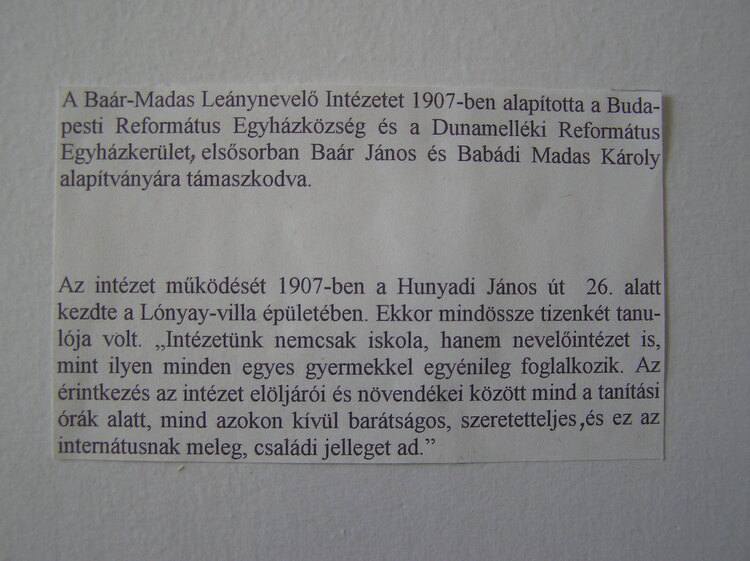 A Baár-Madas Leánynevelő Intézetet 1907-ben alapította a Buda-
pesti Református Egyházközség és a Dunamelléki Református
Egyházkerület, elsősorban Baár János és Babádi Madas Károly
alapítványára támaszkodva.
Az intézet működését 1907-ben a Hunyadi János út 26. alatt
kezdte a Lónyay-villa épületében. Ekkor mindössze tizenkét tanu-
lója volt. „Intézetünk nemcsak iskola, hanem nevelőintézet is,
mint ilyen minden egyes gyermekkel egyénileg foglalkozik. Az
érintkezés az intézet elöljárói és növendékei között mind a tanítási
órák alatt, mind azokon kívül barátságos, szeretetteljes,és ez az
internátusnak meleg, családi jelleget ad.”